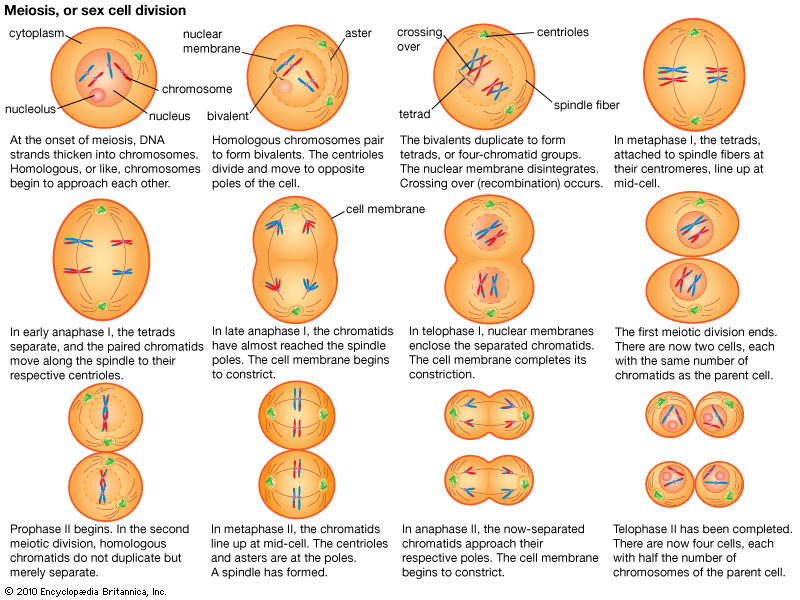 Meiosis, or sex cell division
cytoplasm
nucleolus
chromosome
nucleus
At the onset of meiosis, DNA
strands thicken into chromosomes.
Homologous, or like, chromosomes
begin to approach each other.
nuclear
membrane
aster
bivalent
Homologous chromosomes pair
to form bivalents. The centrioles
divide and move to opposite
poles of the cell.
crossing
over
centrioles
tetrad
spindle fiber
The bivalents duplicate to form
tetrads, or four-chromatid groups.
The nuclear membrane disintegrates.
Crossing over (recombination) occurs.
In metaphase I, the tetrads,
attached to spindle fibers at
their centromeres, line up at
mid-cell.
In early anaphase I, the tetrads
separate, and the paired chromatids
move along the spindle to their
respective centrioles.
cell membrane
In late anaphase I, the chromatids
have almost reached the spindle
poles. The cell membrane begins
to constrict.
In telophase I, nuclear membranes
enclose the separated chromatids.
The cell membrane completes its
constriction.
The first meiotic division ends.
There are now two cells, each
with the same number of
chromatids as the parent cell.
Prophase II begins. In the second
meiotic division, homologous
chromatids do not duplicate but
merely separate.
In metaphase II, the chromatids
line up at mid-cell. The centrioles
and asters are at the poles.
A spindle has formed.
In anaphase II, the now-separated
chromatids approach their
respective poles. The cell membrane
begins to constrict.
Telophase II has been completed.
There are now four cells, each
with half the number of
chromosomes of the parent cell.
© 2010 Encyclopædia Britannica, Inc.